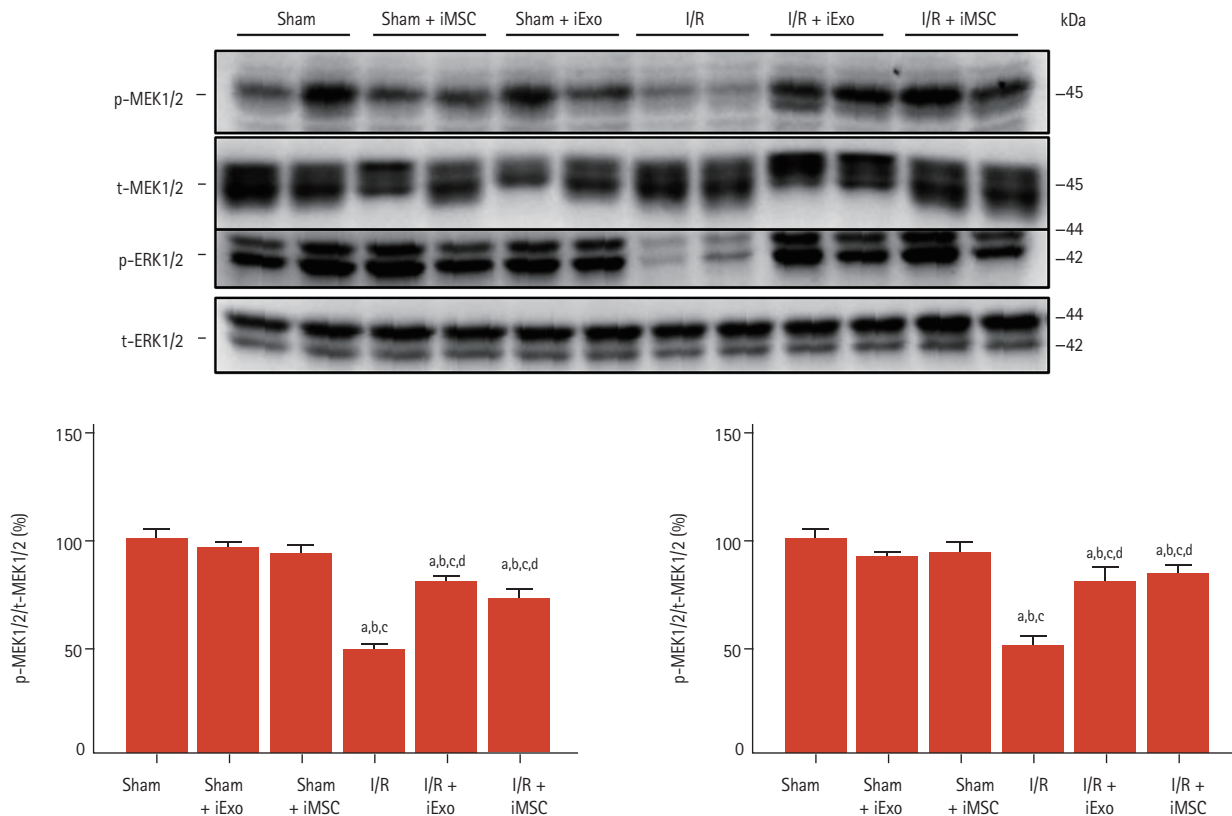 Sham Sham + iMSC Sham + iExo I/R I/R + iExo I/R + iMSC kDa
p-MEK1/2 – –45
t-MEK1/2 – –45
–44
p-ERK1/2 – –42
–44
t-ERK1/2 – –42
p-MEK1/2/t-MEK1/2 (%)
150
100
50
0
a,b,c
a,b,c,d
a,b,c,d
Sham Sham + iExo Sham + iMSC I/R I/R + iExo I/R + iMSC
p-MEK1/2/t-MEK1/2 (%)
150
100
50
0
a,b,c
a,b,c,d
a,b,c,d
Sham Sham + iExo Sham + iMSC I/R I/R + iExo I/R + iMSC